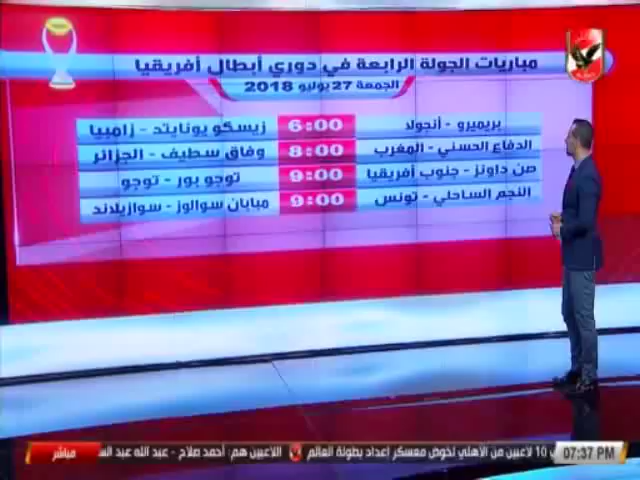 مباريات الجولة الرابعة في دوري أبطال أفريقيا
الجمعة 27 يوليو 2018
بريميرو - أنجولا 6:00 زيسكو يونايتد - زامبيا
الدفاع الحسني - المغرب 8:00 وفاق سطيف - الجزائر
صن داونز - جنوب أفريقيا 9:00 توجو بور - توجو
النجم الساحلي - تونس 9:00 مبابان سوالوز - سوازيلاند
07:37 PM 10 لاعبين من الأهلي لخوض معسكر إعداد بطولة العالم اللاعبين هم: أحمد صلاح - عبد الله عبد الس مباشر